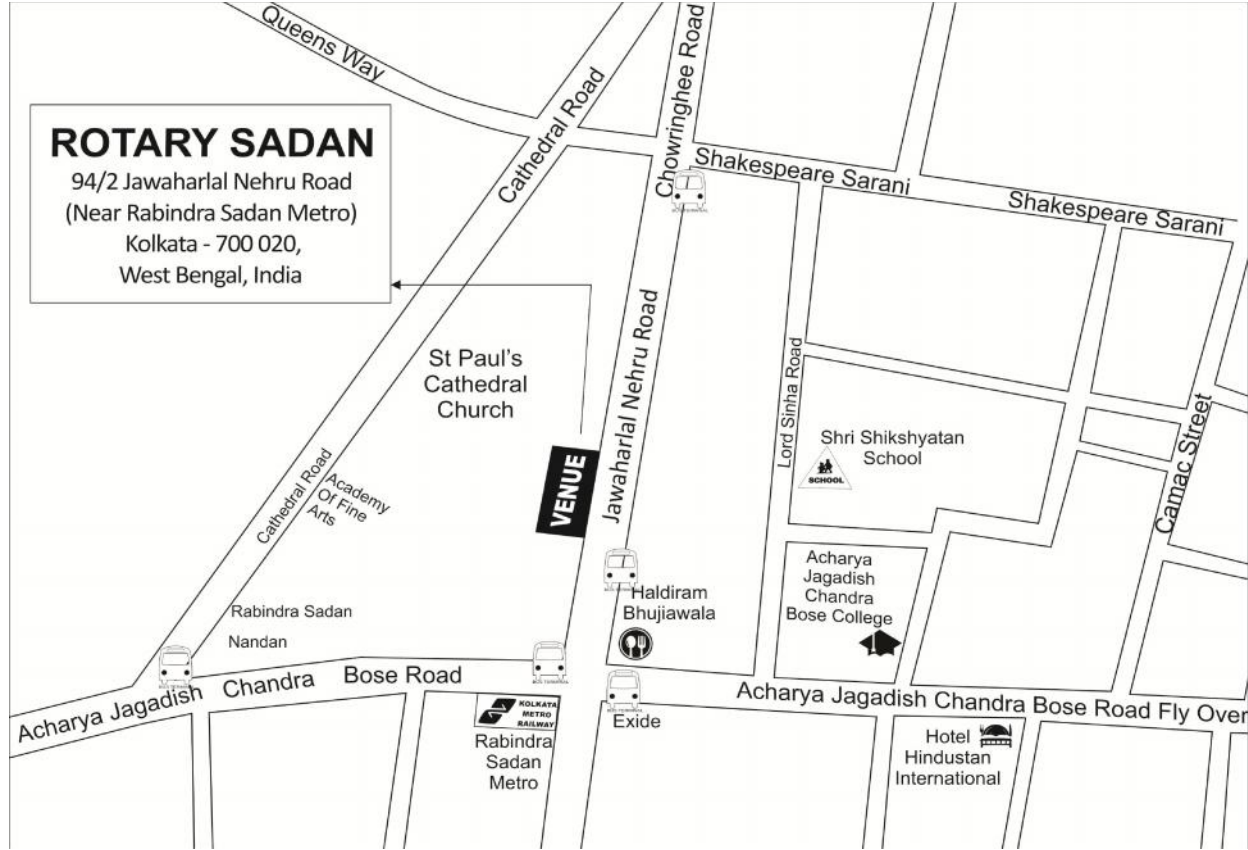 Queens Way
Cathedral Road
Chowringhee Road
ROTARY SADAN
94/2 Jawaharlal Nehru Road
(Near Rabindra Sadan Metro)
Kolkata - 700 020,
West Bengal, India
Shakespeare Sarani
Shakespeare Sarani
St Paul's
Cathedral
Church
Jawaharlal Nehru Road
Lord Sinha Road
Camac Street
Shri Shikshyatan
School
SCHOOL
VENUE
Cathedral Road
Academy
Of Fine
Arts
Acharya
Jagadish
Chandra
Bose College
Haldiram
Bhujiawala
Rabindra Sadan
Nandan
Acharya Jagadish Chandra Bose Road
Acharya Jagadish Chandra Bose Road Fly Over
KOLKATA
METRO
RAILWAY
Rabindra
Sadan
Metro
Exide
Hotel
Hindustan
International